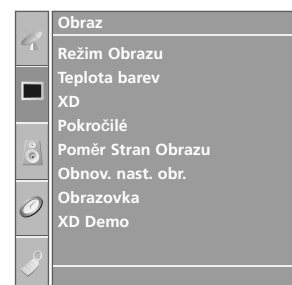 Obraz
Režim Obrazu
Teplota barev
XD
Pokročilé
Poměr Stran Obrazu
Obnov. nast. obr.
Obrazovka
XD Demo